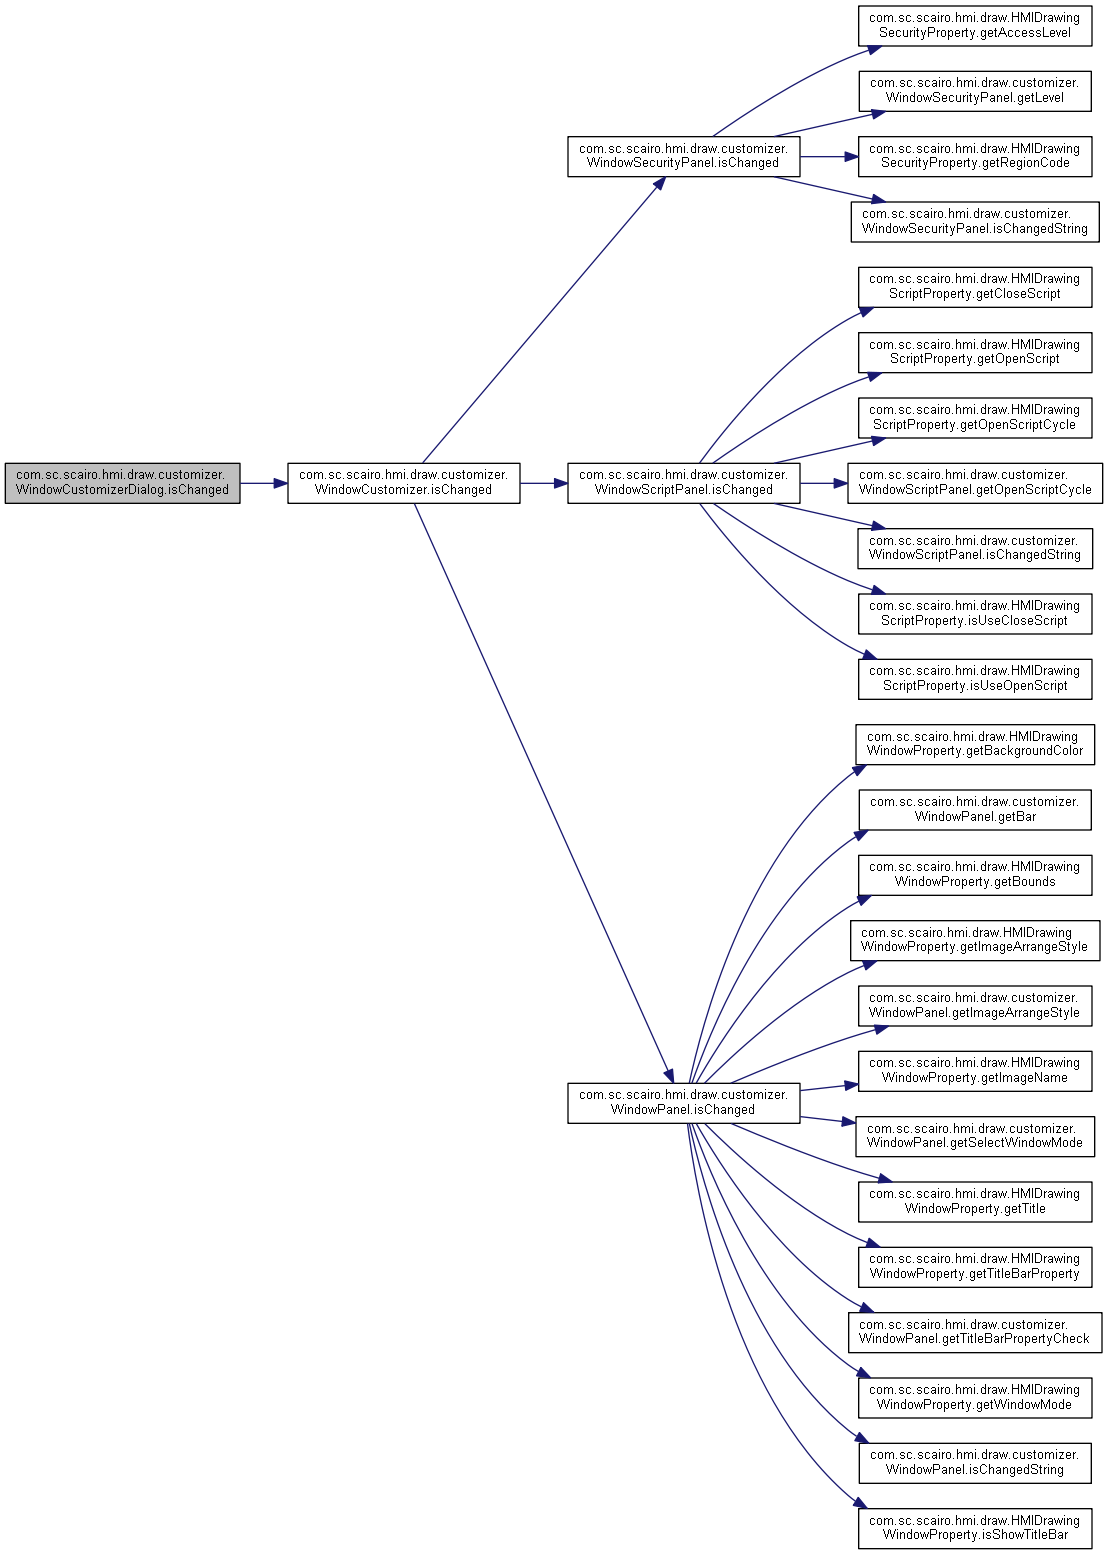 com.sc.scairo.hmi.draw.HMIDrawing
SecurityProperty.getAccessLevel
com.sc.scairo.hmi.draw.customizer.
WindowSecurityPanel.getLevel
com.sc.scairo.hmi.draw.customizer.
WindowSecurityPanel.isChanged
com.sc.scairo.hmi.draw.HMIDrawing
SecurityProperty.getRegionCode
com.sc.scairo.hmi.draw.customizer.
WindowSecurityPanel.isChangedString
com.sc.scairo.hmi.draw.HMIDrawing
ScriptProperty.getCloseScript
com.sc.scairo.hmi.draw.HMIDrawing
ScriptProperty.getOpenScript
com.sc.scairo.hmi.draw.HMIDrawing
ScriptProperty.getOpenScriptCycle
com.sc.scairo.hmi.draw.customizer.
WindowCustomizerDialog.isChanged
com.sc.scairo.hmi.draw.customizer.
WindowCustomizer.isChanged
com.sc.scairo.hmi.draw.customizer.
WindowScriptPanel.isChanged
com.sc.scairo.hmi.draw.customizer.
WindowScriptPanel.getOpenScriptCycle
com.sc.scairo.hmi.draw.customizer.
WindowScriptPanel.isChangedString
com.sc.scairo.hmi.draw.HMIDrawing
ScriptProperty.isUseCloseScript
com.sc.scairo.hmi.draw.HMIDrawing
ScriptProperty.isUseOpenScript
com.sc.scairo.hmi.draw.HMIDrawing
WindowProperty.getBackgroundColor
com.sc.scairo.hmi.draw.customizer.
WindowPanel.getBar
com.sc.scairo.hmi.draw.HMIDrawing
WindowProperty.getBounds
com.sc.scairo.hmi.draw.HMIDrawing
WindowProperty.getImageArrangeStyle
com.sc.scairo.hmi.draw.customizer.
WindowPanel.getImageArrangeStyle
com.sc.scairo.hmi.draw.HMIDrawing
WindowProperty.getImageName
com.sc.scairo.hmi.draw.customizer.
WindowPanel.isChanged
com.sc.scairo.hmi.draw.customizer.
WindowPanel.getSelectWindowMode
com.sc.scairo.hmi.draw.HMIDrawing
WindowProperty.getTitle
com.sc.scairo.hmi.draw.HMIDrawing
WindowProperty.getTitleBarProperty
com.sc.scairo.hmi.draw.customizer.
WindowPanel.getTitleBarPropertyCheck
com.sc.scairo.hmi.draw.HMIDrawing
WindowProperty.getWindowMode
com.sc.scairo.hmi.draw.customizer.
WindowPanel.isChangedString
com.sc.scairo.hmi.draw.HMIDrawing
WindowProperty.isShowTitleBar